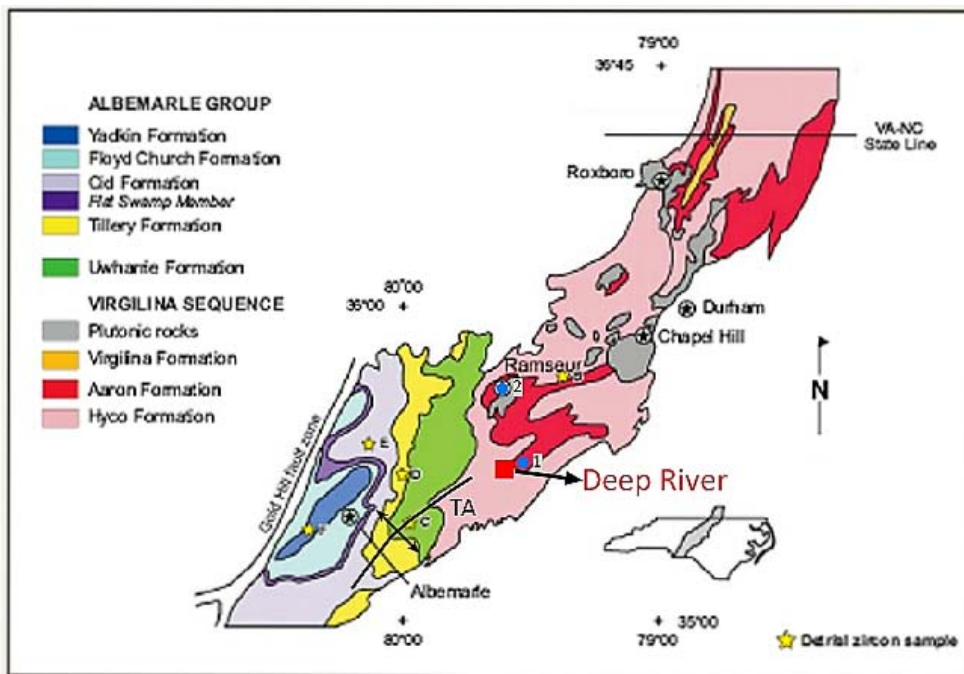 79°00
36°45
ALBEMARLE GROUP
Yadkin Formation
Floyd Church Formation
Cid Formation
Flat Swamp Member
Tillery Formation
Uwharrie Formation
VIRGILINA SEQUENCE
Plutonic rocks
Virgilina Formation
Aaron Formation
Hyco Formation
VA-NC
State Line
Roxboro
Durham
Chapel Hill
80°00
36°00
Ramseur
2
1
N
Gold Hill fault zone
E
D
C
TA
Deep River
Albemarle
80°00
79°00
35°00
Detrital zircon sample